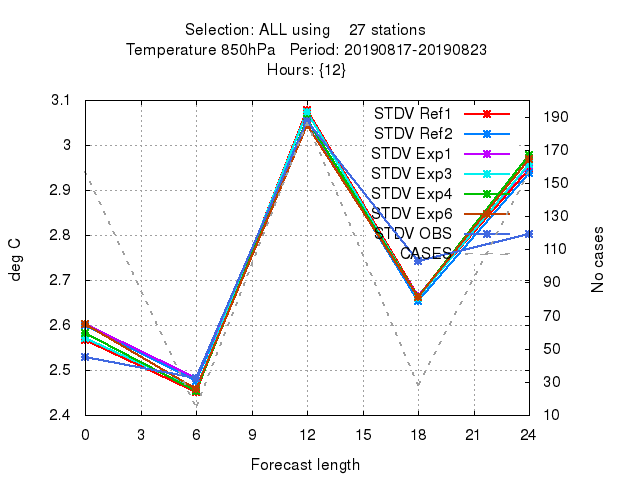 Selection: ALL using 27 stations
Temperature 850hPa Period: 20190817-20190823
Hours: {12}
3.1
3
2.9
2.8
2.7
2.6
2.5
2.4
deg C
190
170
150
130
110
90
70
50
30
10
No cases
STDV Ref1
STDV Ref2
STDV Exp1
STDV Exp3
STDV Exp4
STDV Exp6
STDV OBS
CASES
0 3 6 9 12 15 18 21 24
Forecast length